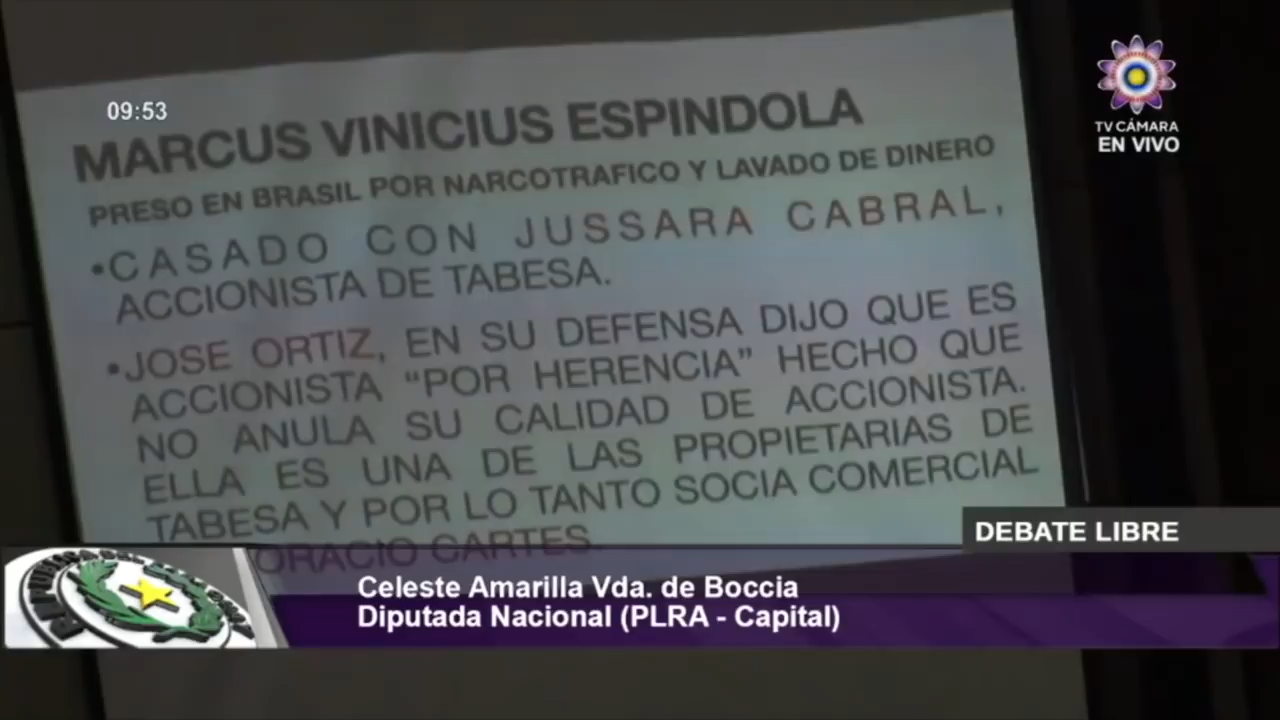 09:53
TV CÁMARA
EN VIVO
MARCUS VINICIUS ESPINDOLA
PRESO EN BRASIL POR NARCOTRAFICO Y LAVADO DE DINERO
•CASADO CON JUSSARA CABRAL,
ACCIONISTA DE TABESA.
•JOSE ORTIZ, EN SU DEFENSA DIJO QUE ES
ACCIONISTA "POR HERENCIA" HECHO QUE
NO ANULA SU CALIDAD DE ACCIONISTA.
ELLA ES UNA DE LAS PROPIETARIAS DE
TABESA Y POR LO TANTO SOCIA COMERCIAL
HORACIO CARTES.
DEBATE LIBRE
Celeste Amarilla Vda. de Boccia
Diputada Nacional (PLRA - Capital)